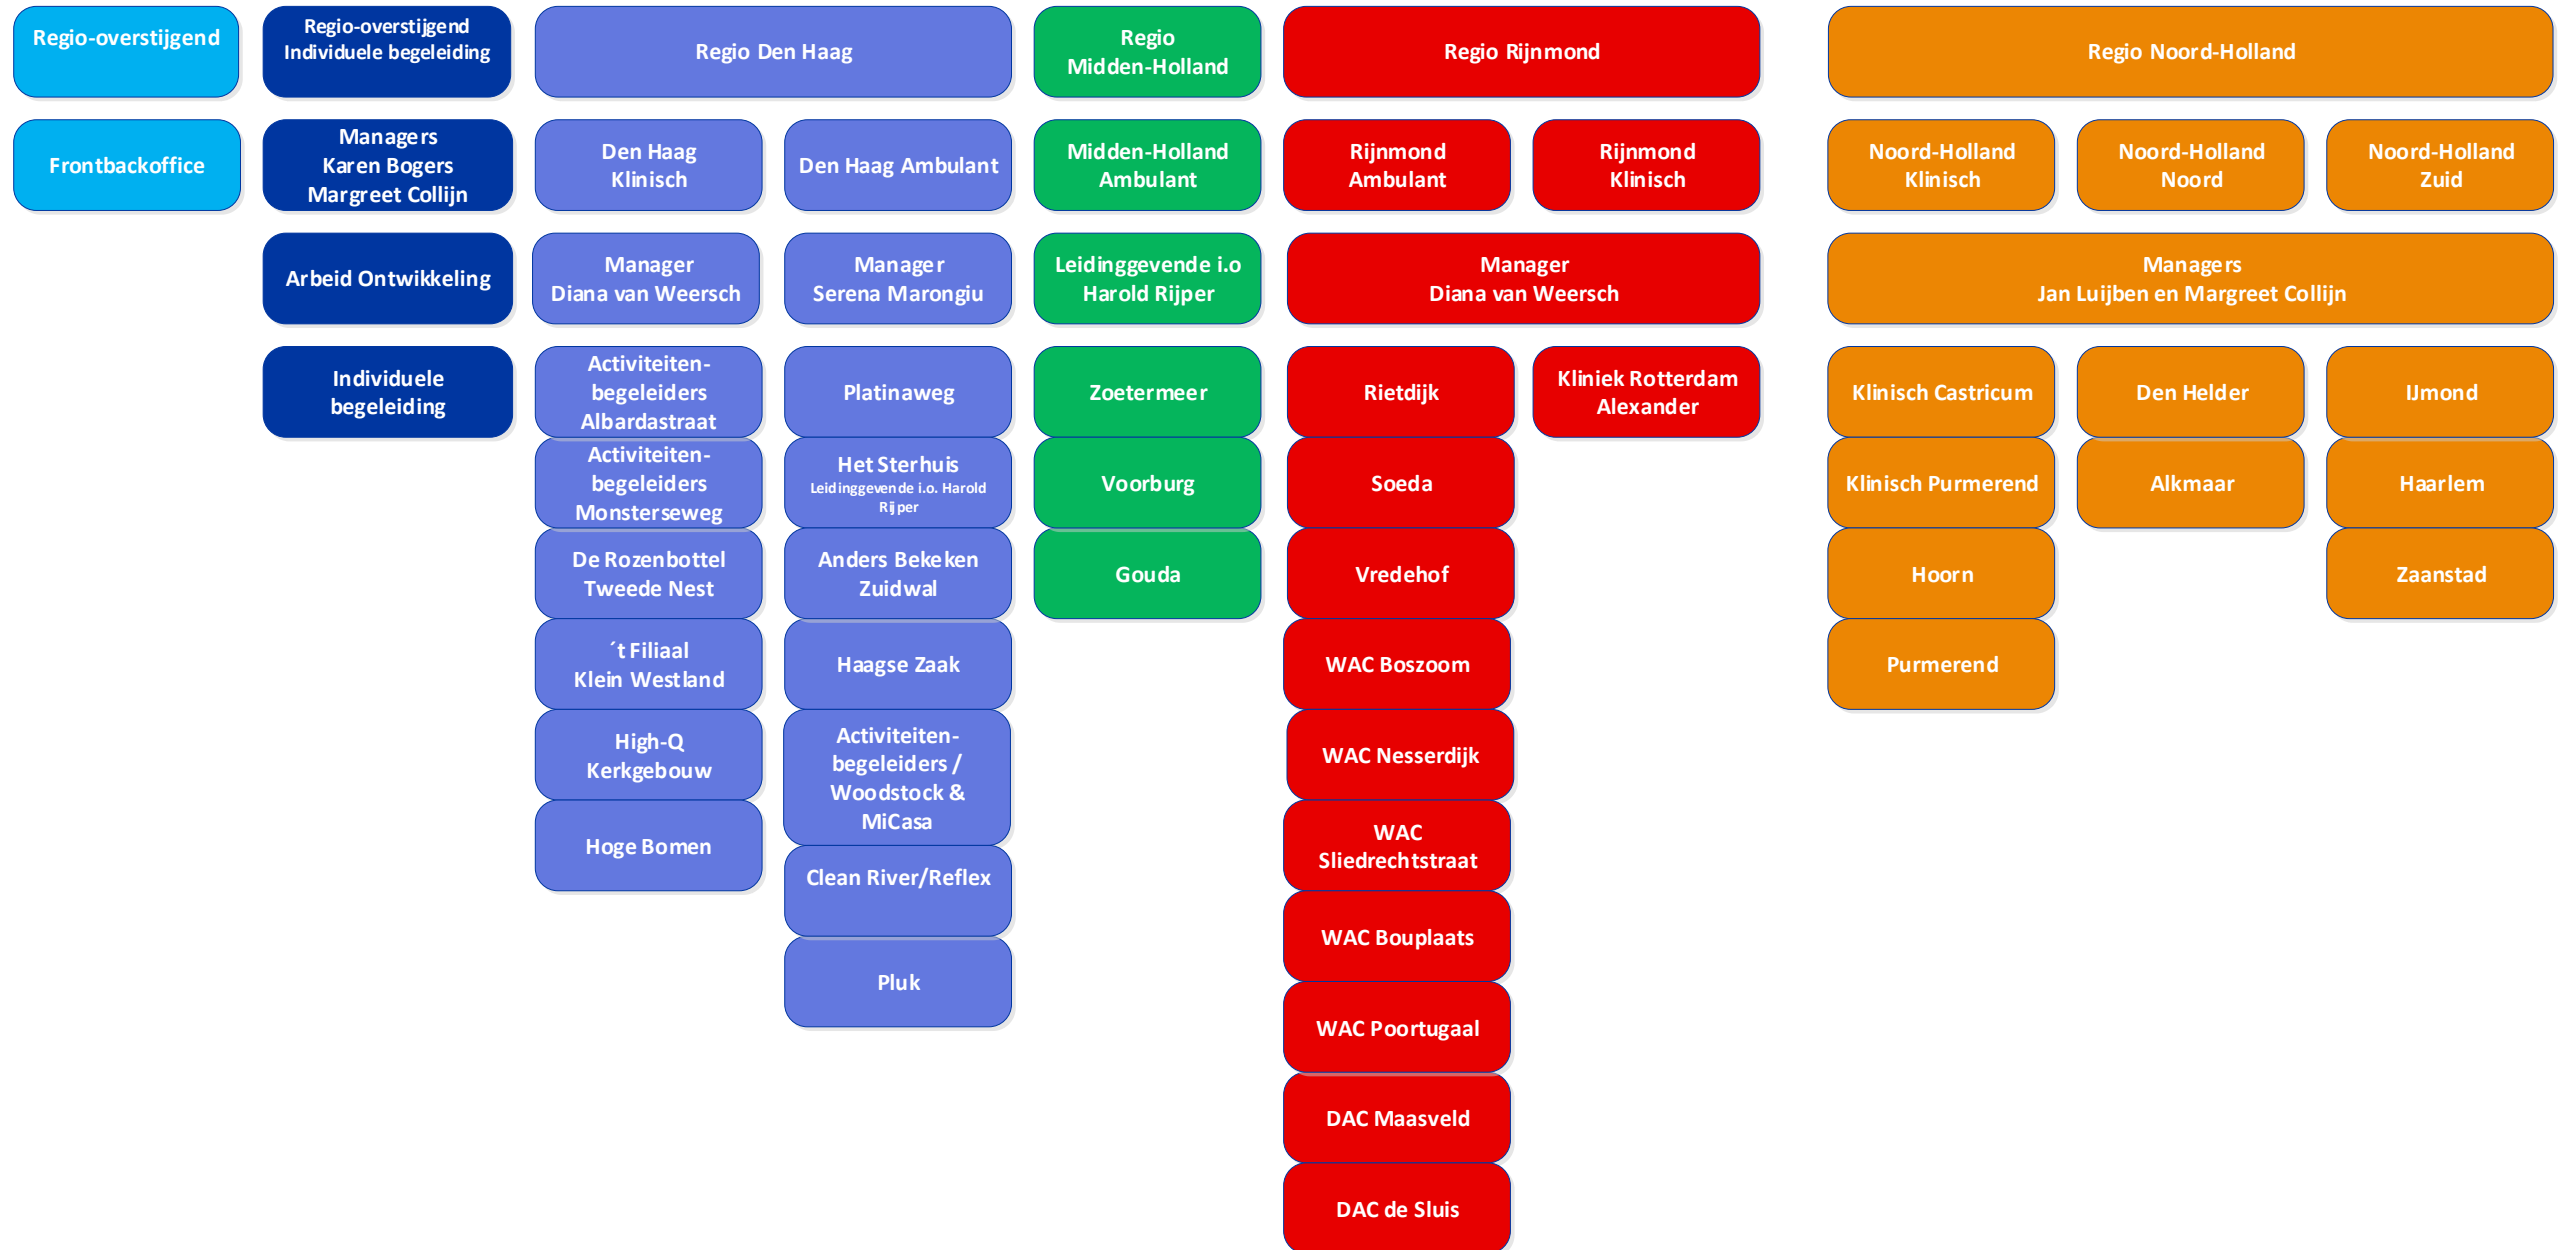 Regio-overstijgend
Regio-overstijgend
Individuele begeleiding
Regio Den Haag
Regio
Midden-Holland
Regio Rijnmond
Regio Noord-Holland
Frontbackoffice
Managers
Karen Bogers
Margreet Collijn
Den Haag
Klinisch
Den Haag Ambulant
Midden-Holland
Ambulant
Rijnmond
Ambulant
Rijnmond
Klinisch
Noord-Holland
Klinisch
Noord-Holland
Noord
Noord-Holland
Zuid
Arbeid Ontwikkeling
Manager
Diana van Weersch
Manager
Serena Marongiu
Leidinggevende i.o
Harold Rijper
Manager
Diana van Weersch
Managers
Jan Luijben en Margreet Collijn
Individuele
begeleiding
Activiteiten-
begeleiders
Albardastraat
Platinaweg
Zoetermeer
Rietdijk
Kliniek Rotterdam
Alexander
Klinisch Castricum
Den Helder
IJmond
Activiteiten-
begeleiders
Monsterseweg
Het Sterhuis
Leidinggevende i.o. Harold
Rijper
Voorburg
Soeda
Klinisch Purmerend
Alkmaar
Haarlem
De Rozenbottel
Tweede Nest
Anders Bekeken
Zuidwal
Gouda
Vredehof
Hoorn
Zaanstad
´t Filiaal
Klein Westland
Haagse Zaak
WAC Boszoom
Purmerend
High-Q
Kerkgebouw
Activiteiten-
begeleiders /
Woodstock &
MiCasa
WAC Nesserdijk
Hoge Bomen
Clean River/Reflex
WAC
Sliedrechtstraat
WAC Bouplaats
Pluk
WAC Poortugaal
DAC Maasveld
DAC de Sluis